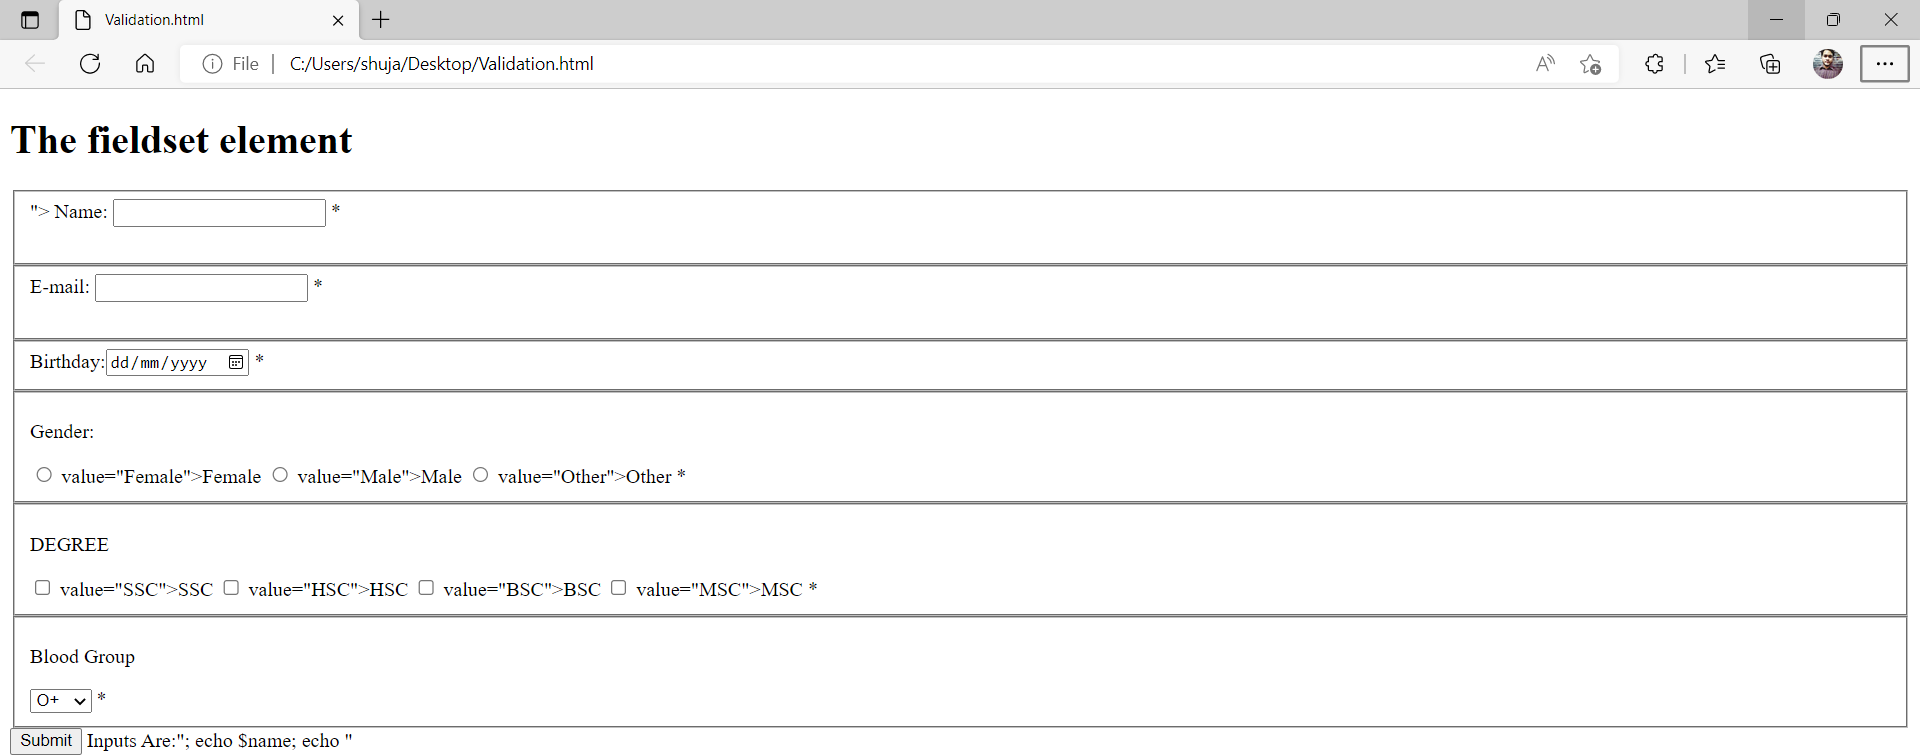 Validation.html
File C:/Users/shuja/Desktop/Validation.html
The fieldset element
"> Name: *
E-mail: *
Birthday: dd/mm/yyyy *
Gender:
value="Female">Female value="Male">Male value="Other">Other *
DEGREE
value="SSC">SSC value="HSC">HSC value="BSC">BSC value="MSC">MSC *
Blood Group
O+ *
Submit Inputs Are:"; echo $name; echo "